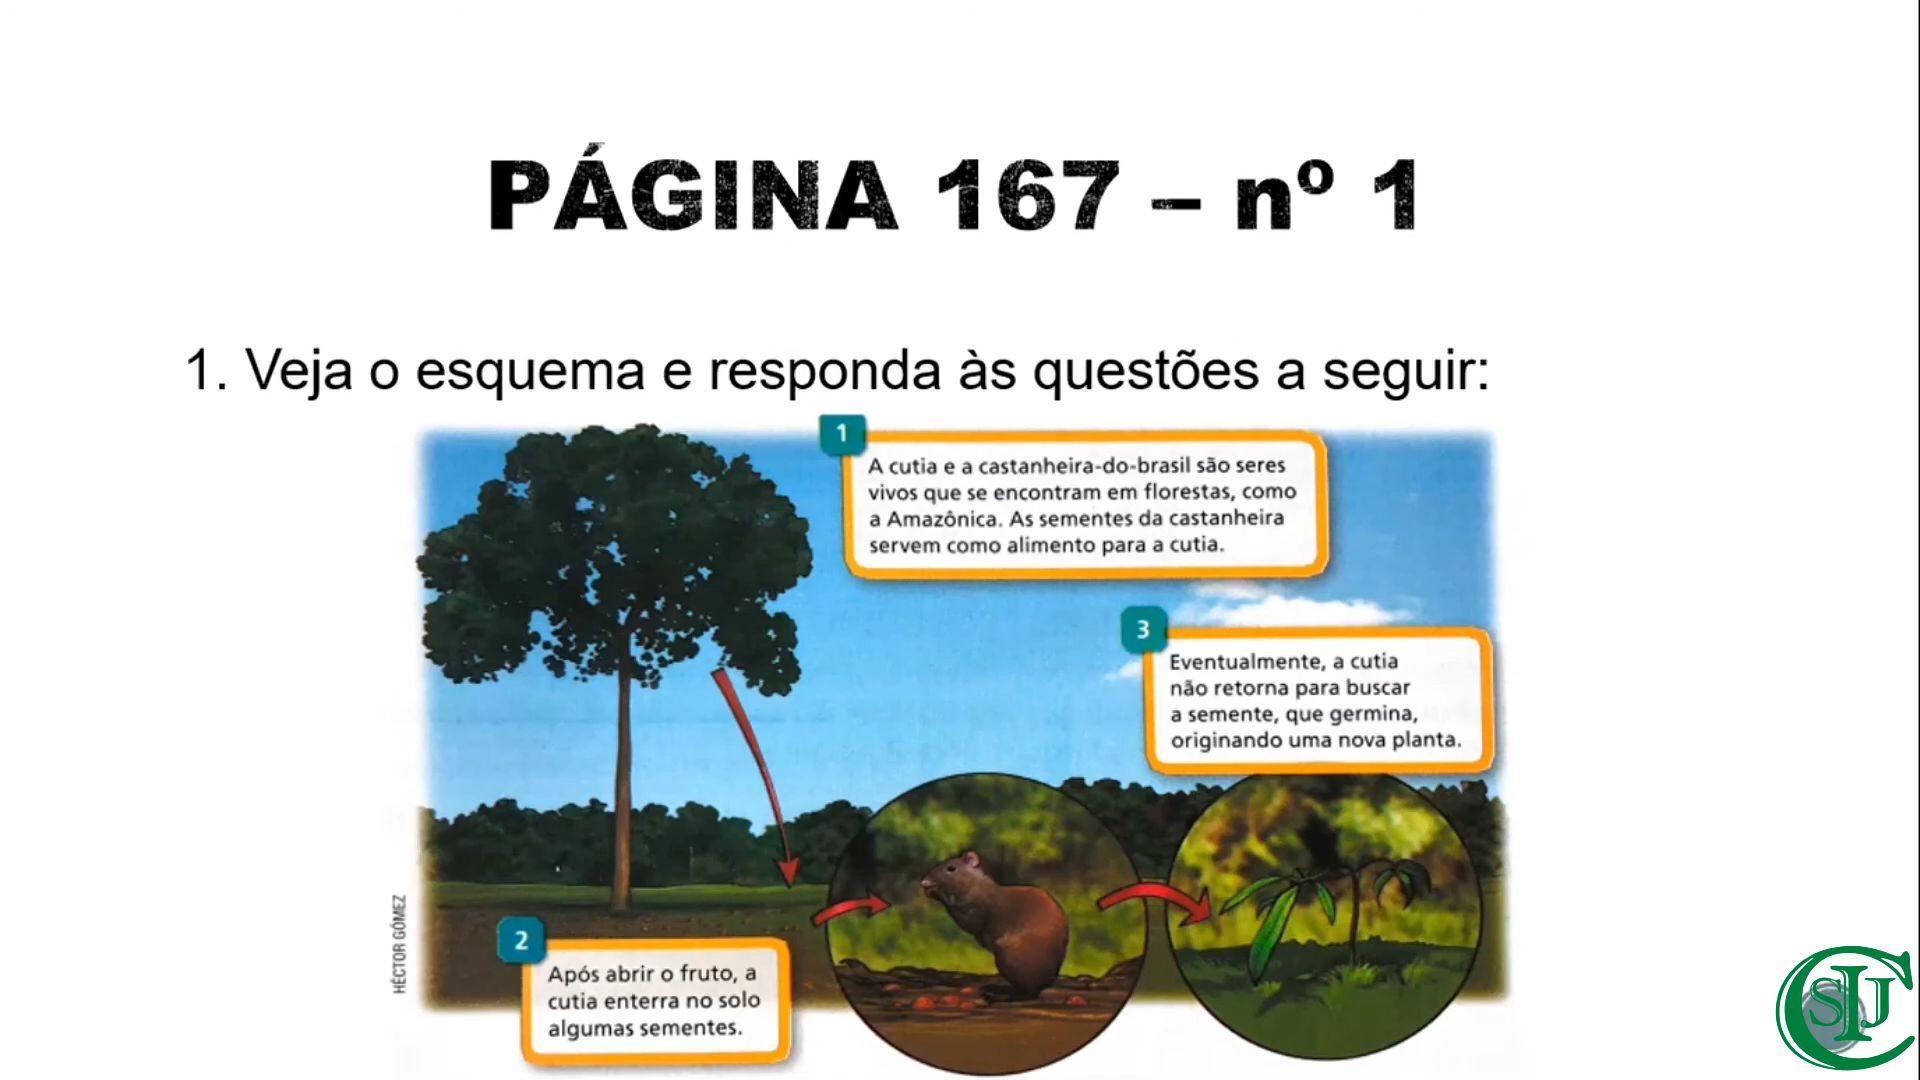 PÁGINA 167 – nº 1
1. Veja o esquema e responda às questões a seguir:
1
A cutia e a castanheira-do-brasil são seres
vivos que se encontram em florestas, como
a Amazônica. As sementes da castanheira
servem como alimento para a cutia.
3
Eventualmente, a cutia
não retorna para buscar
a semente, que germina,
originando uma nova planta.
2
Após abrir o fruto, a
cutia enterra no solo
algumas sementes.
HÉCTOR GÓMEZ
CSIJ